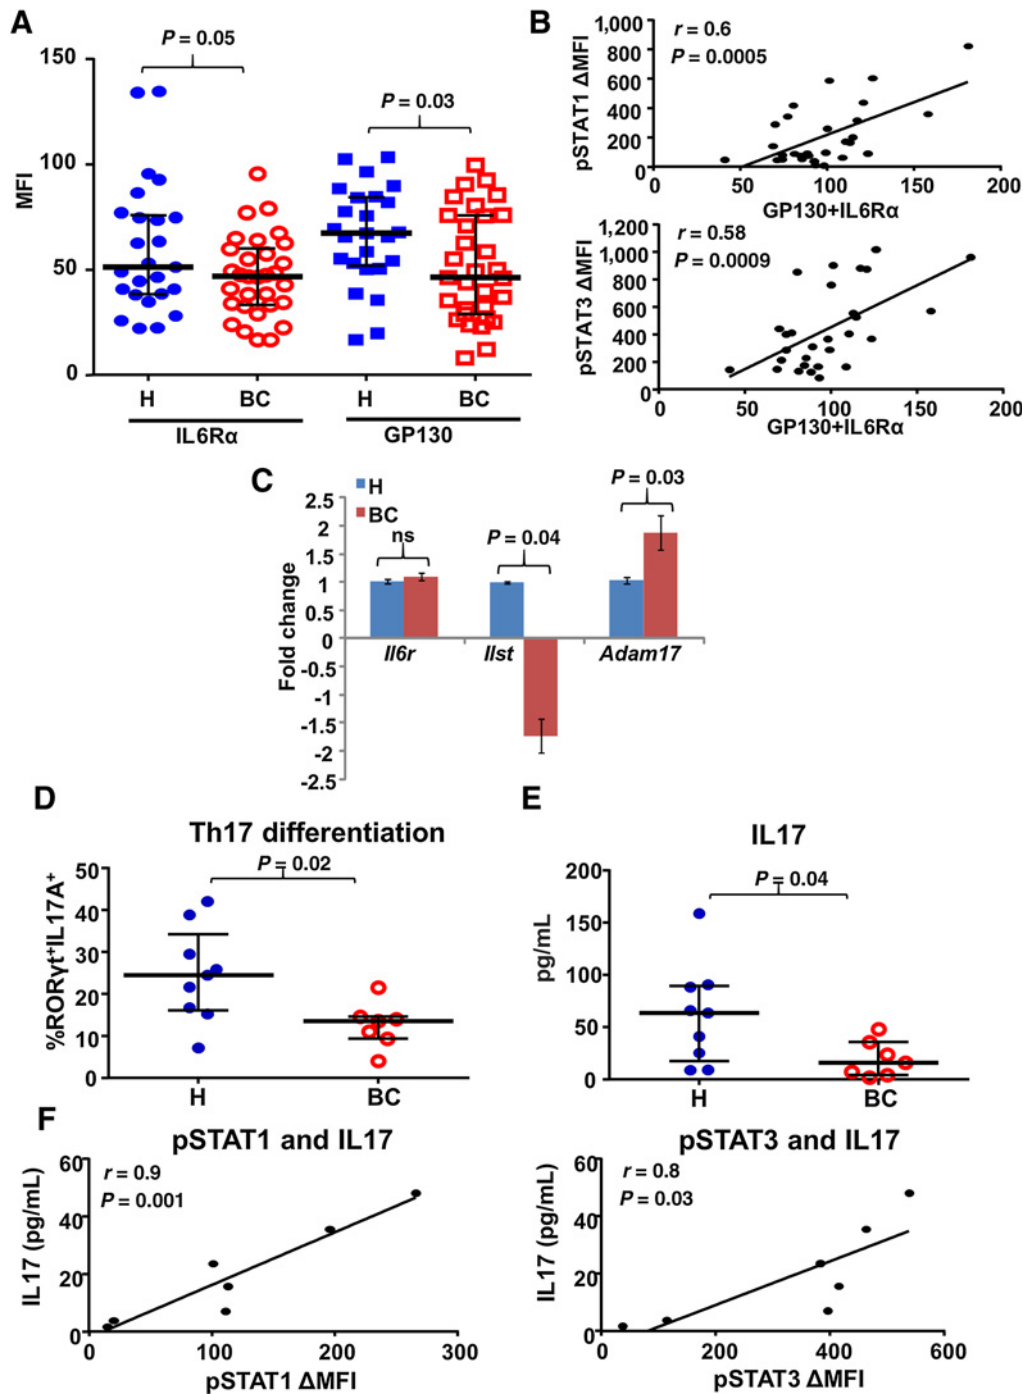 A
P = 0.05
P = 0.03
150
100
50
0
MFI
H
BC
H
BC
IL6Rα
GP130
B
r = 0.6
P = 0.0005
1,000
800
600
400
200
0
pSTAT1 ΔMFI
0
50
100
150
200
GP130+IL6Rα
r = 0.58
P = 0.0009
1,200
1,000
800
600
400
200
0
pSTAT3 ΔMFI
0
50
100
150
200
GP130+IL6Rα
C
H
BC
ns
P = 0.04
P = 0.03
2.5
2
1.5
1
0.5
0
-0.5
-1
-1.5
-2
-2.5
Fold change
Il6r
Ilst
Adam17
D
Th17 differentiation
P = 0.02
50
40
30
20
10
0
%RORγt+IL17A+
H
BC
E
IL17
P = 0.04
200
150
100
50
0
pg/mL
H
BC
F
pSTAT1 and IL17
r = 0.9
P = 0.001
60
40
20
0
IL17 (pg/mL)
0
100
200
300
pSTAT1 ΔMFI
pSTAT3 and IL17
r = 0.8
P = 0.03
60
40
20
0
IL17 (pg/mL)
0
200
400
600
pSTAT3 ΔMFI